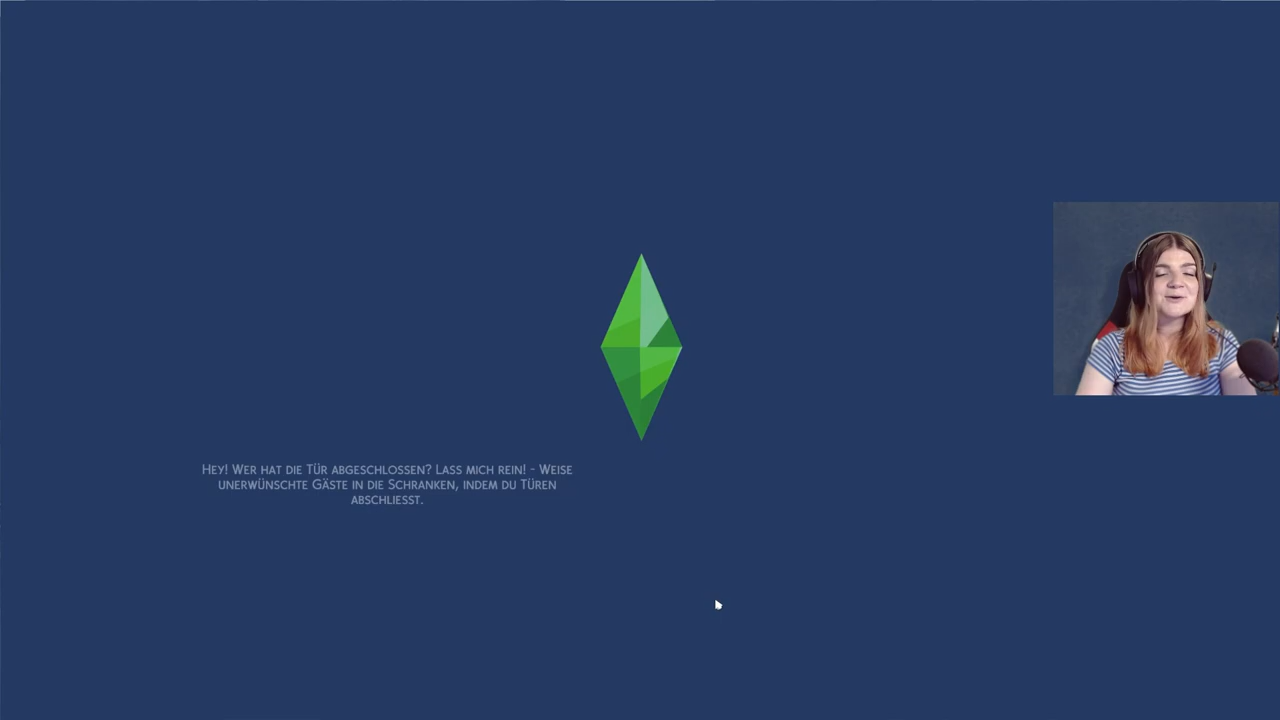 Hey! Wer hat die Tür abgeschlossen? Lass mich rein! - Weise
unerwünschte Gäste in die Schranken, indem du Türen
abschliesst.